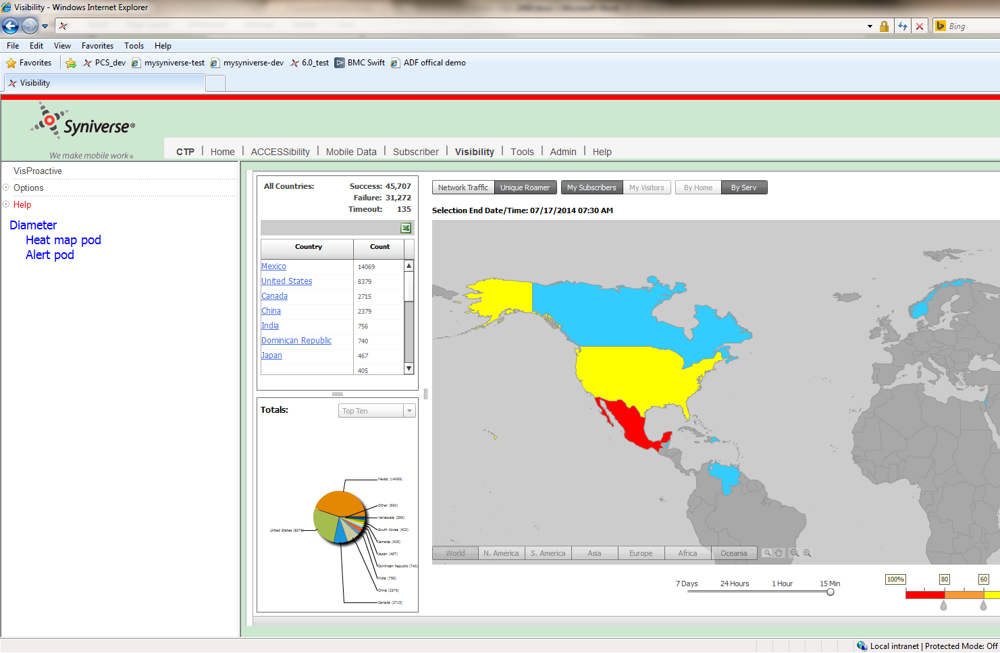 Visibility - Windows Internet Explorer
Bing
File Edit View Favorites Tools Help
Favorites PCS_dev mysyniverse-test mysyniverse-dev 6.0_test BMC Swift ADF offical demo
Visibility
Syniverse®
We make mobile work®
CTP | Home | ACCESSibility | Mobile Data | Subscriber | Visibility | Tools | Admin | Help
VisProactive
Options
Help
Diameter
Heat map pod
Alert pod
All Countries: Success: 45,707
Failure: 31,272
Timeout: 135
Country Count
Mexico 14069
United States 8379
Canada 2715
China 2379
India 756
Dominican Republic 740
Japan 467
405
Totals: Top Ten
Mexico (14069)
Other (690)
Venezuela (369)
United States (8379)
South Korea (403)
Jamaica (405)
Japan (467)
Dominican Republic (740)
India (756)
China (2379)
Canada (2715)
Network Traffic Unique Roamer My Subscribers My Visitors By Home By Serv
Selection End Date/Time: 07/17/2014 07:30 AM
World N. America S. America Asia Europe Africa Oceania
7 Days 24 Hours 1 Hour 15 Min
100% 80 60
Local intranet | Protected Mode: Off